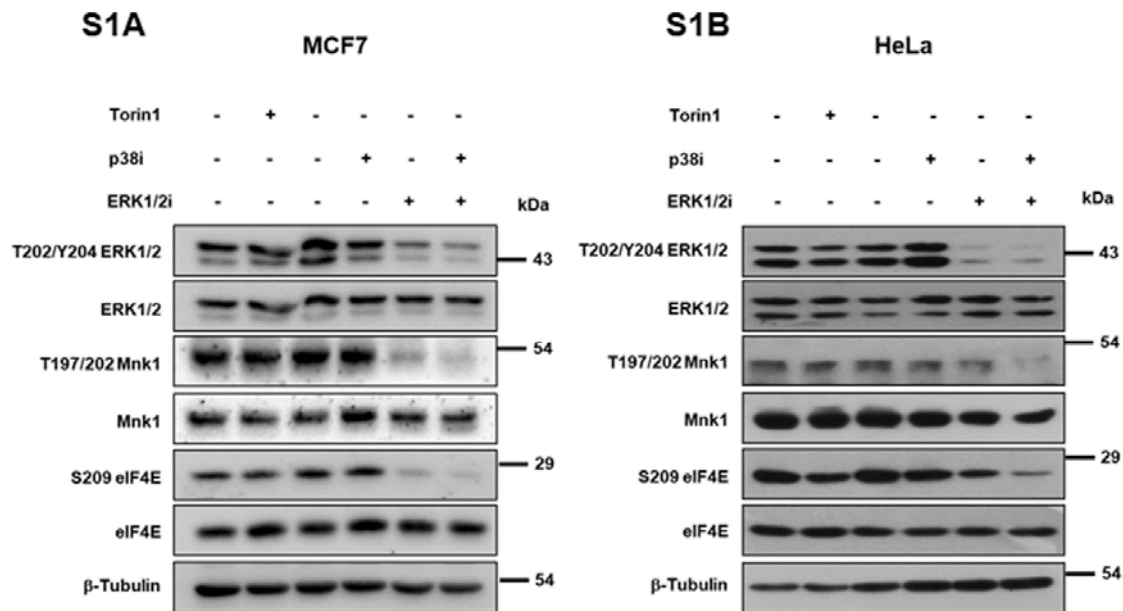 S1A
MCF7
Torin1 - + - - - -
p38i - - - + - +
ERK1/2i - - - - + + kDa
T202/Y204 ERK1/2 43
ERK1/2
T197/202 Mnk1 54
Mnk1
S209 eIF4E 29
eIF4E
β-Tubulin 54
S1B
HeLa
Torin1 - + - - - -
p38i - - - + - +
ERK1/2i - - - - + + kDa
T202/Y204 ERK1/2 43
ERK1/2
T197/202 Mnk1 54
Mnk1
S209 eIF4E 29
eIF4E
β-Tubulin 54